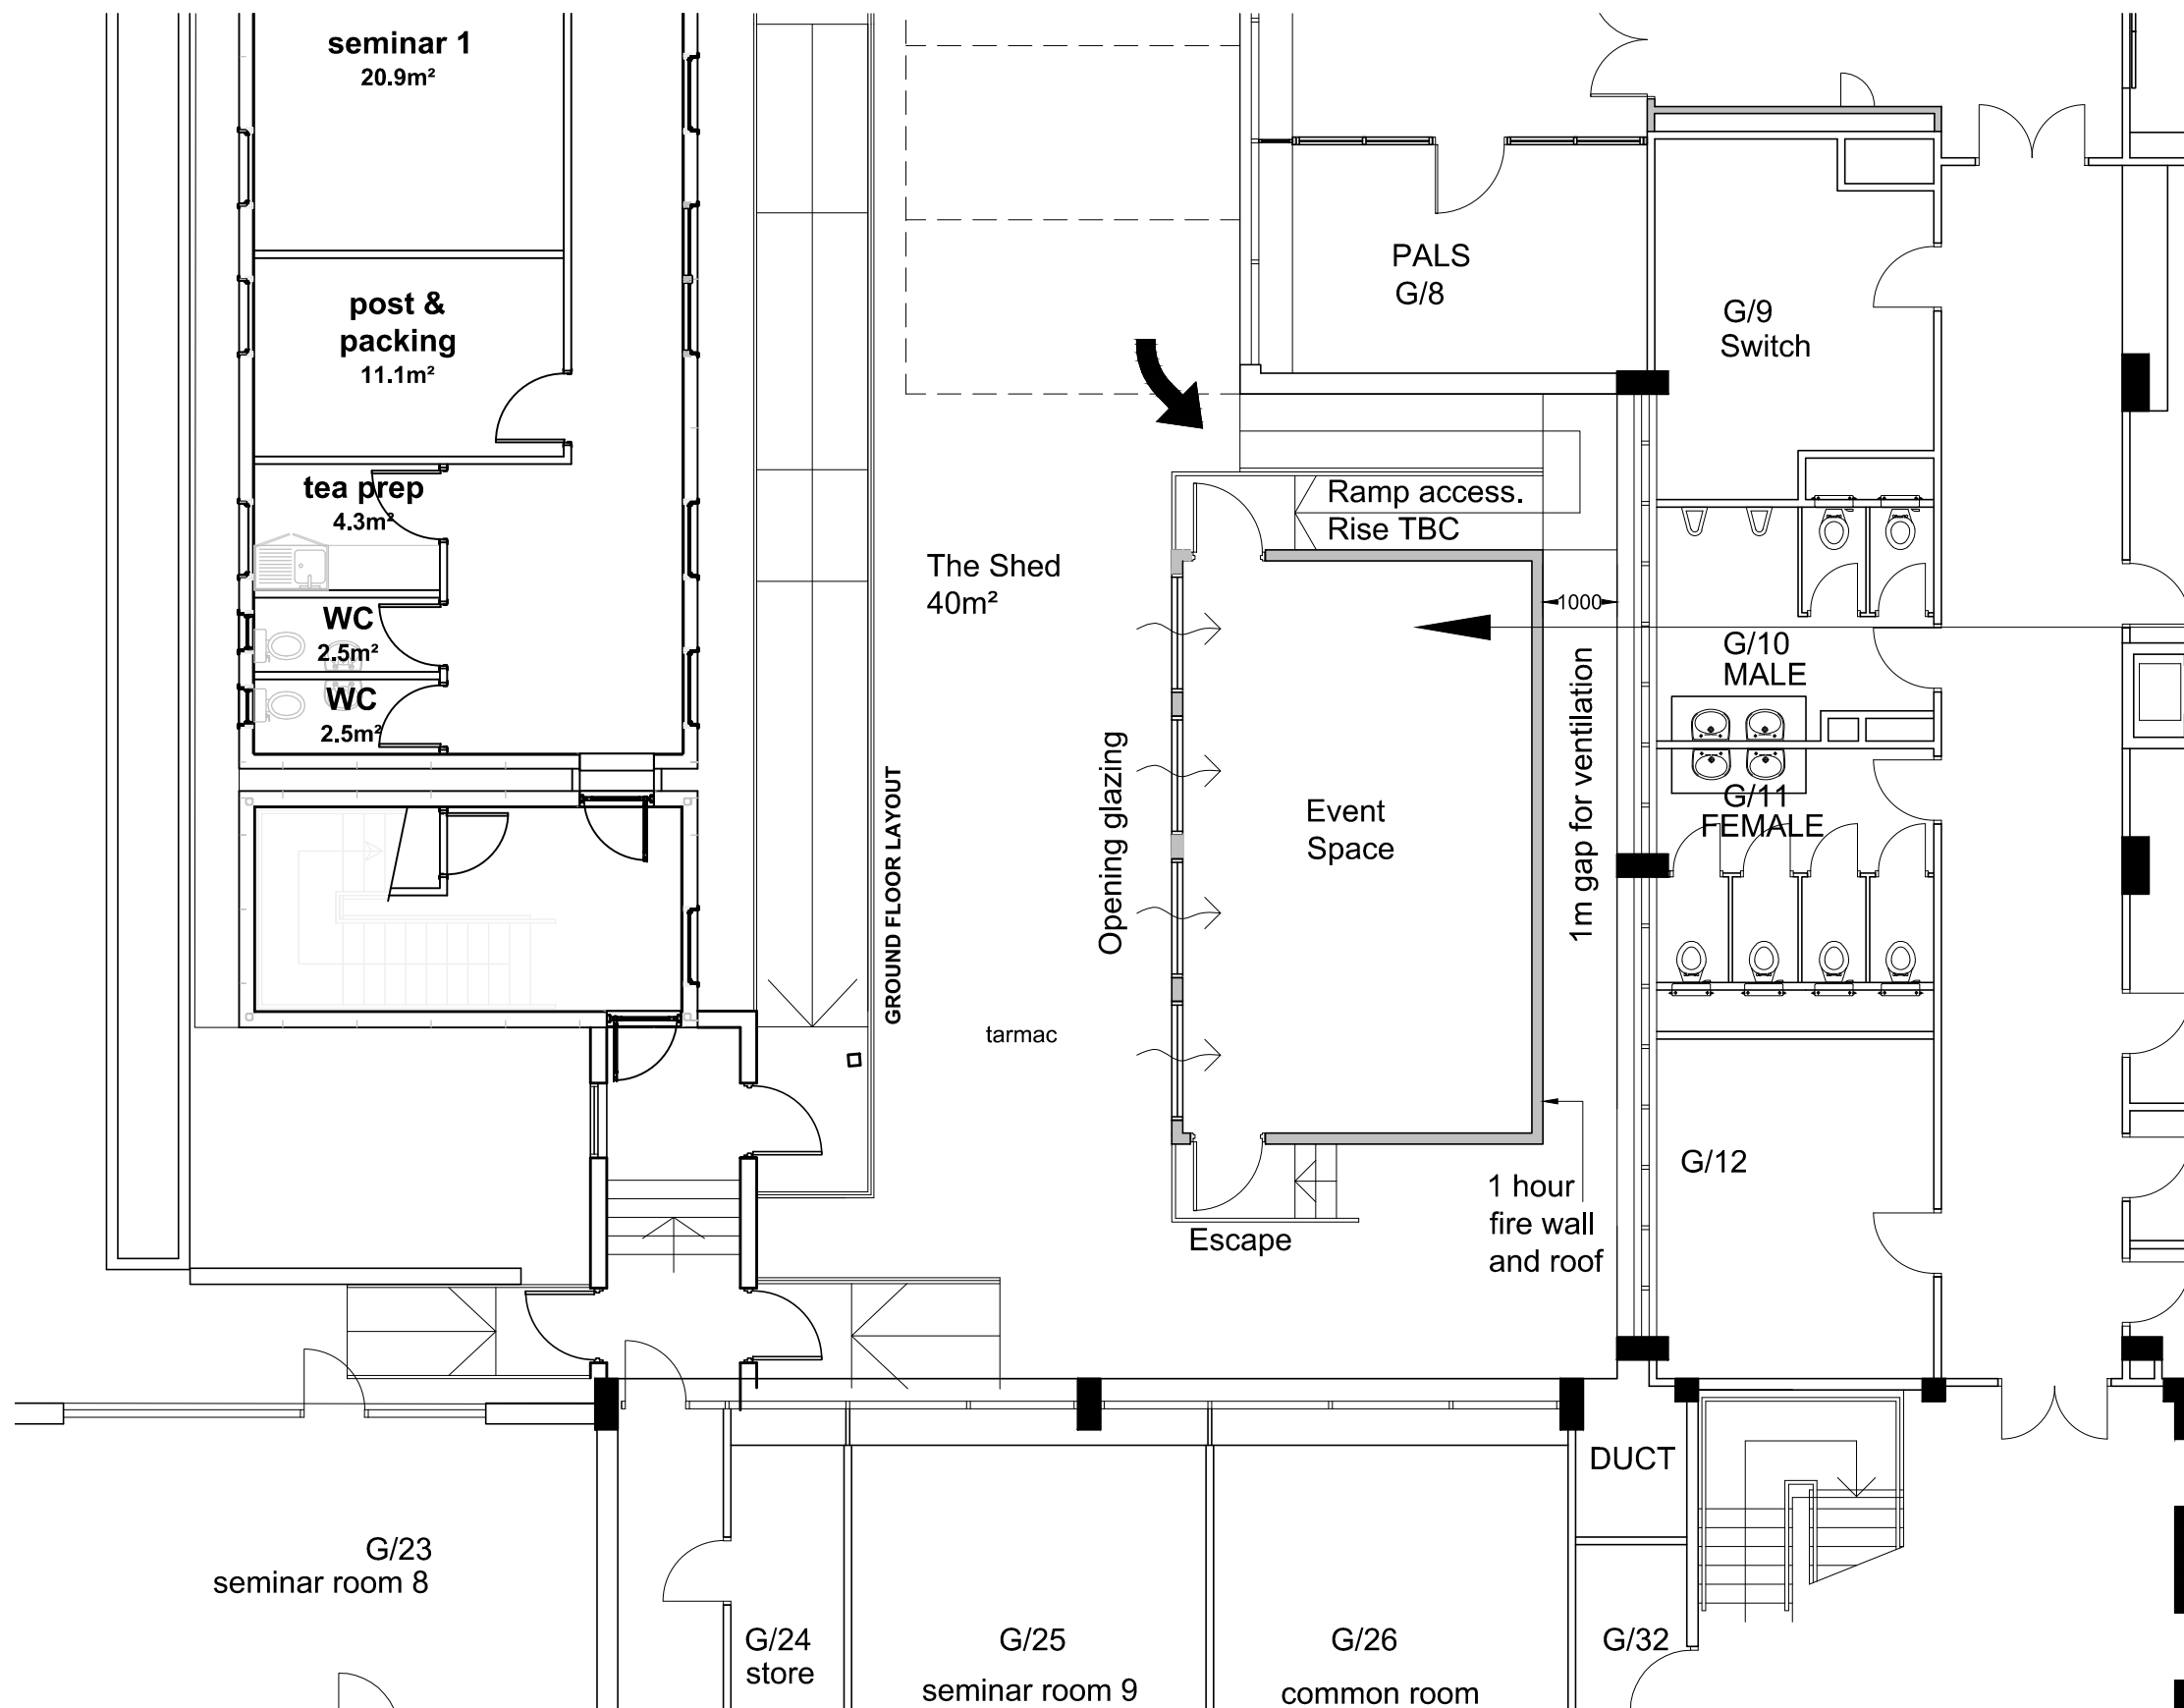 seminar 1
20.9m²
post &
packing
11.1m²
tea prep
4.3m²
WC
2.5m²
WC
2.5m²
GROUND FLOOR LAYOUT
The Shed
40m²
tarmac
Opening glazing
Event
Space
Ramp access.
Rise TBC
1000
1m gap for ventilation
Escape
1 hour
fire wall
and roof
PALS
G/8
G/9
Switch
G/10
MALE
G/11
FEMALE
G/12
DUCT
G/23
seminar room 8
G/24
store
G/25
seminar room 9
G/26
common room
G/32